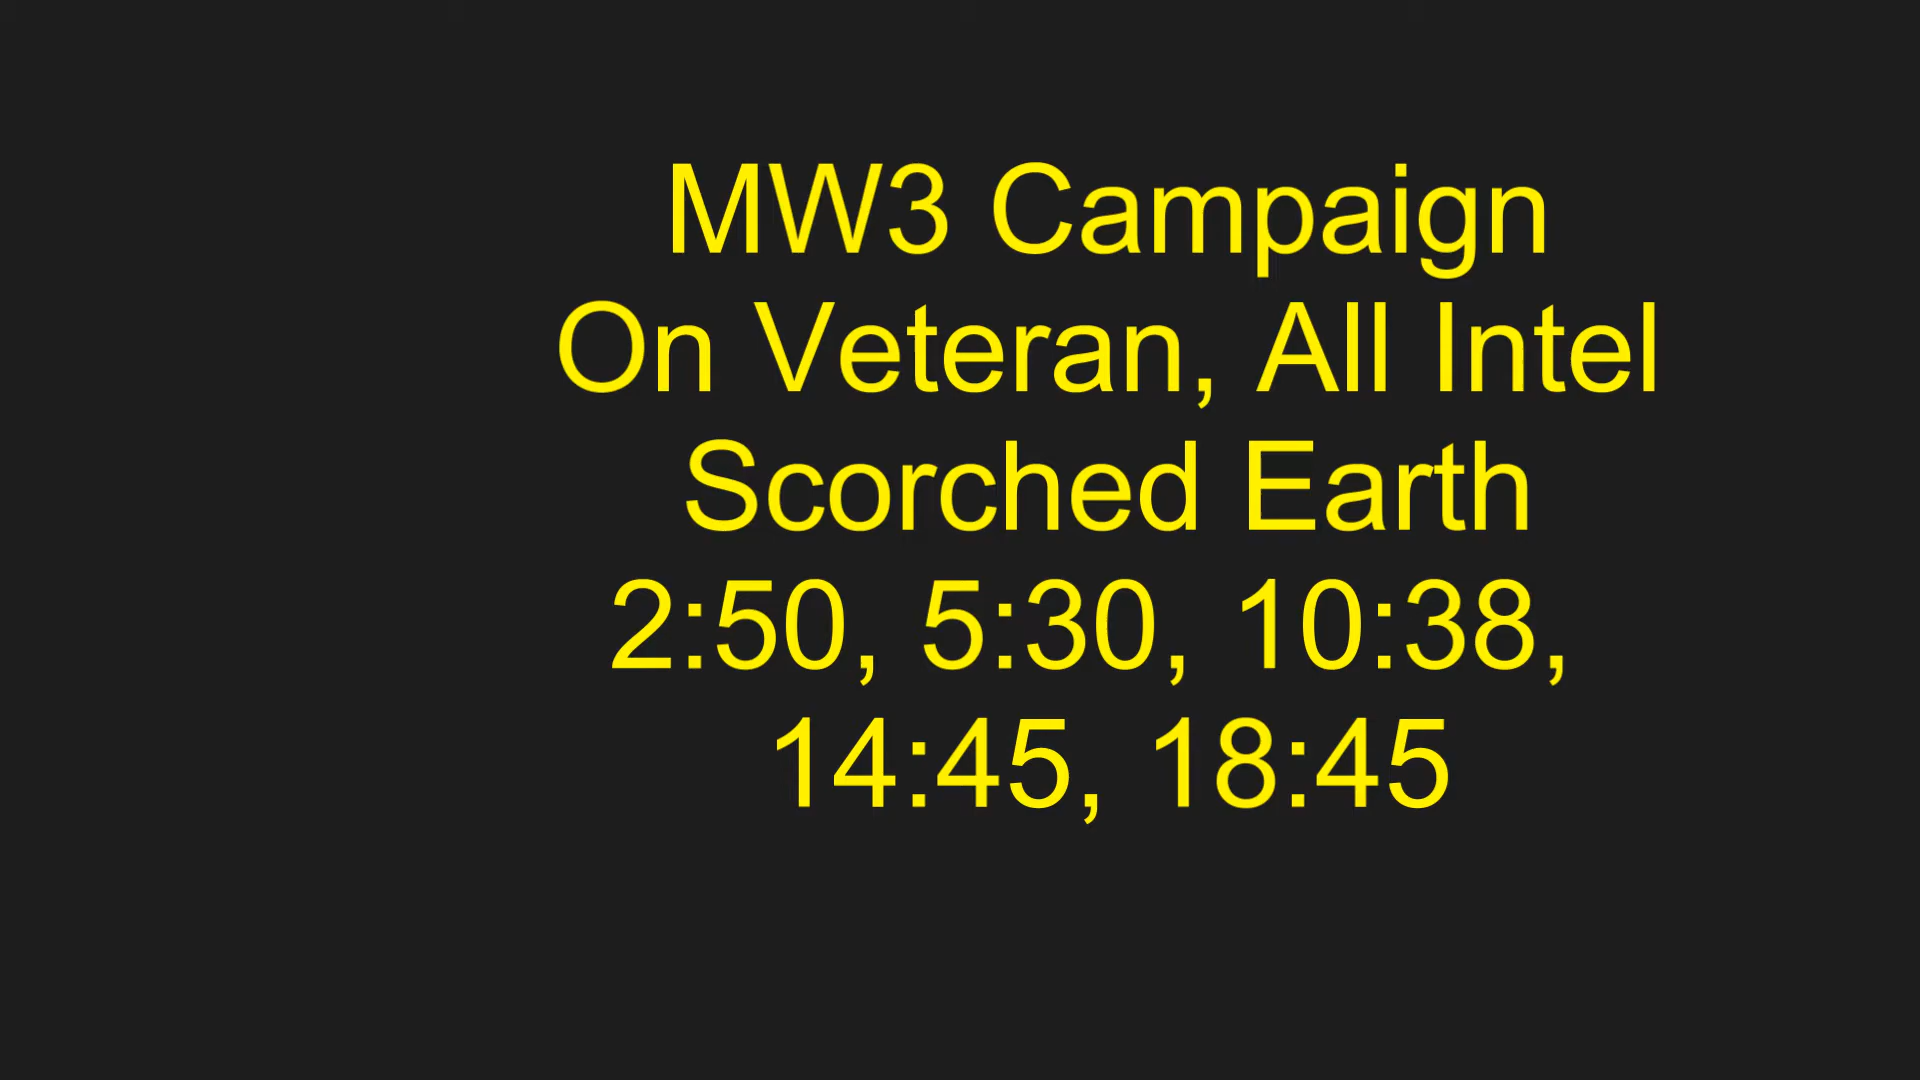 MW3 Campaign
On Veteran, All Intel
Scorched Earth
2:50, 5:30, 10:38,
14:45, 18:45